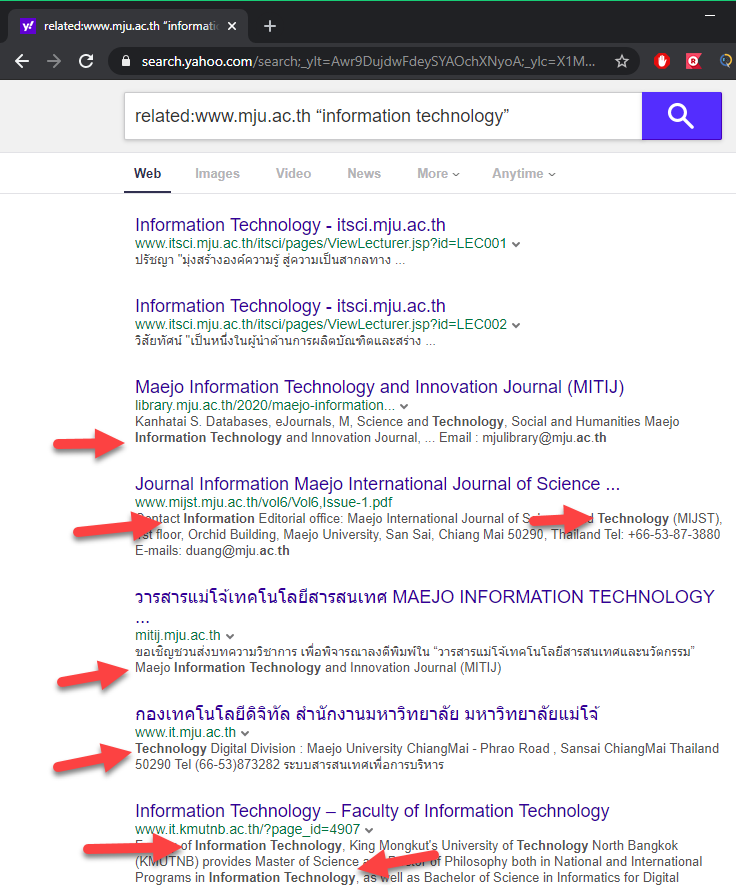 related:www.mju.ac.th “informati
search.yahoo.com/search;_ylt=Awr9DujdwFdeySYAOchXNyoA;_ylc=X1M...
related:www.mju.ac.th “information technology”
Web Images Video News More Anytime
Information Technology - itsci.mju.ac.th
www.itsci.mju.ac.th/itsci/pages/ViewLecturer.jsp?id=LEC001
ปรัชญา "มุ่งสร้างองค์ความรู้ สู่ความเป็นสากลทาง ...
Information Technology - itsci.mju.ac.th
www.itsci.mju.ac.th/itsci/pages/ViewLecturer.jsp?id=LEC002
วิสัยทัศน์ "เป็นหนึ่งในผู้นำด้านการผลิตบัณฑิตและสร่าง ...
Maejo Information Technology and Innovation Journal (MITIJ)
library.mju.ac.th/2020/maejo-information...
Kanhatai S. Databases, eJournals, M, Science and Technology, Social and Humanities Maejo
Information Technology and Innovation Journal, ... Email : mjulibrary@mju.ac.th
Journal Information Maejo International Journal of Science ...
www.mijst.mju.ac.th/vol6/Vol6,Issue-1.pdf
Contact Information Editorial office: Maejo International Journal of Science and Technology (MIJST),
1st floor, Orchid Building, Maejo University, San Sai, Chiang Mai 50290, Thailand Tel: +66-53-87-3880
E-mails: duang@mju.ac.th
วารสารแม่โจ้เทคโนโลยีสารสนเทศ MAEJO INFORMATION TECHNOLOGY
...
mitij.mju.ac.th
ขอเชิญชวนส่งบทความวิชาการ เพื่อพิจารณาลงตีพิมพ์ใน “วารสารแม่โจ้เทคโนโลยีสารสนเทศและนวัตกรรม”
Maejo Information Technology and Innovation Journal (MITIJ)
กองเทคโนโลยีดิจิทัล สำนักงานมหาวิทยาลัย มหาวิทยาลัยแม่โจ้
www.it.mju.ac.th
Technology Digital Division : Maejo University ChiangMai - Phrao Road , Sansai ChiangMai Thailand
50290 Tel (66-53)873282 ระบบสารสนเทศเพื่อการบริหาร
Information Technology – Faculty of Information Technology
www.it.kmutnb.ac.th/?page_id=4907
of Information Technology, King Mongkut's University of Technology North Bangkok
(KMUTNB) provides Master of Science and Doctor of Philosophy both in National and International
Programs in Information Technology, as well as Bachelor of Science in Informatics for Digital